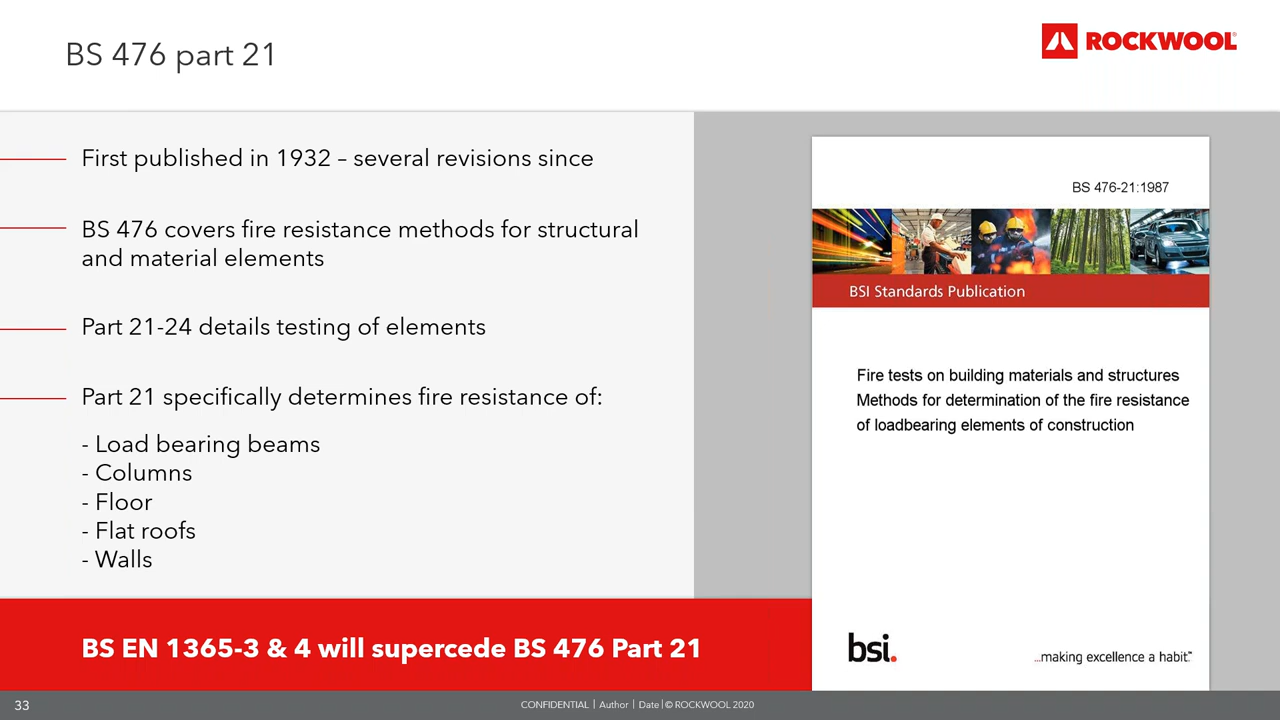 BS 476 part 21
ROCKWOOL
First published in 1932 – several revisions since
BS 476 covers fire resistance methods for structural
and material elements
Part 21-24 details testing of elements
Part 21 specifically determines fire resistance of:
- Load bearing beams
- Columns
- Floor
- Flat roofs
- Walls
BS EN 1365-3 & 4 will supercede BS 476 Part 21
BS 476-21:1987
BSI Standards Publication
Fire tests on building materials and structures
Methods for determination of the fire resistance
of loadbearing elements of construction
bsi.
...making excellence a habit.™
33
CONFIDENTIAL | Author | Date | © ROCKWOOL 2020